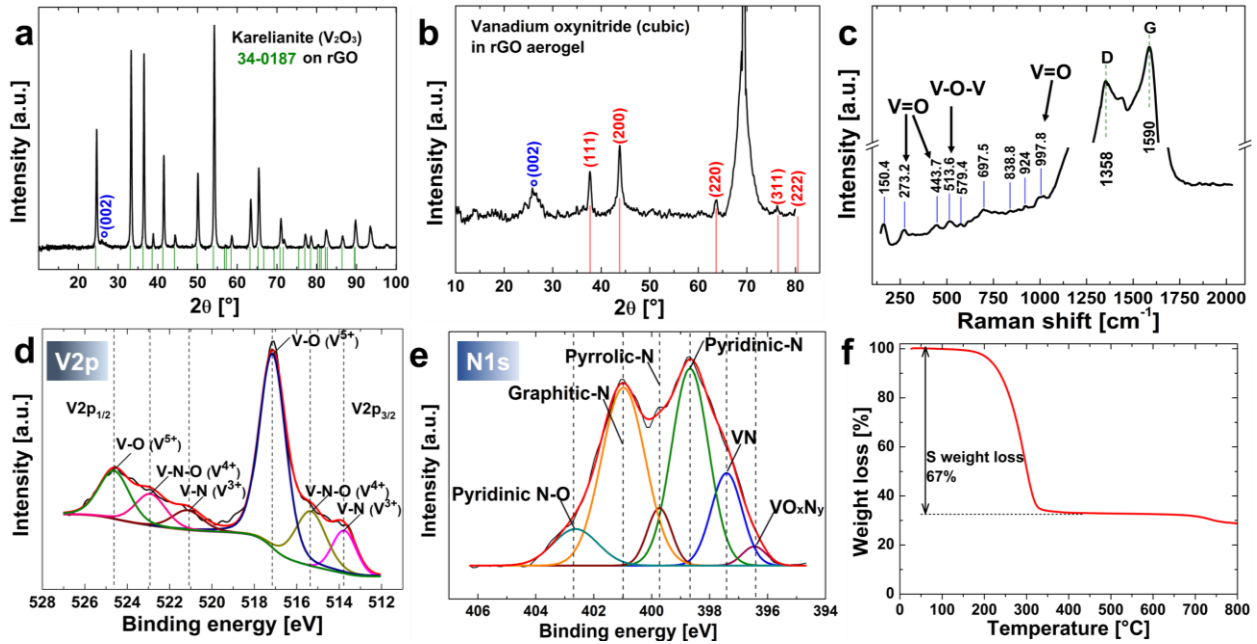 a
Karelianite (V₂O₃)
34-0187 on rGO
(002)
Intensity [a.u.]
10 20 30 40 50 60 70 80 90 100
2θ [°]
b
Vanadium oxynitride (cubic)
in rGO aerogel
(002)
(111)
(200)
(220)
(311)
(222)
Intensity [a.u.]
10 20 30 40 50 60 70 80
2θ [°]
c
D
G
V=O
V-O-V
V=O
150.4
273.2
443.7
513.6
579.4
697.5
838.8
924
997.8
1358
1590
Intensity [a.u.]
250 500 750 1000 1250 1500 1750 2000
Raman shift [cm⁻¹]
d
V2p
V-O (V⁵⁺)
V2p₁/₂
V2p₃/₂
V-O (V⁵⁺)
V-N-O (V⁴⁺)
V-N (V³⁺)
V-N-O (V⁴⁺)
V-N (V³⁺)
Intensity [a.u.]
528 526 524 522 520 518 516 514 512
Binding energy [eV]
e
N1s
Pyrrolic-N
Pyridinic-N
Graphitic-N
VN
Pyridinic N-O
VOₓNᵧ
Intensity [a.u.]
406 404 402 400 398 396 394
Binding energy [eV]
f
S weight loss
67%
Weight loss [%]
100
80
60
40
20
0
0 100 200 300 400 500 600 700 800
Temperature [°C]